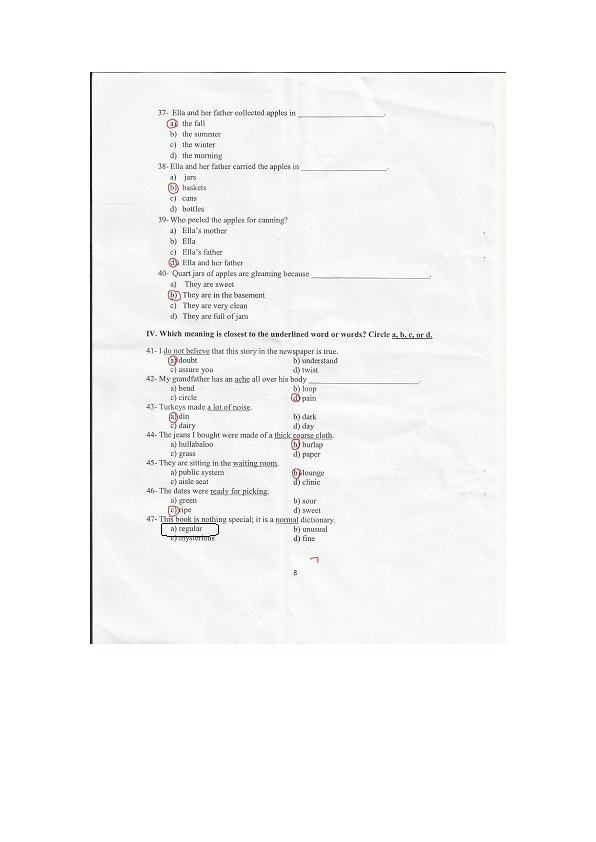 37- Ella and her father collected apples in ______________________.
a) the fall
b) the summer
c) the winter
d) the morning
38- Ella and her father carried the apples in ______________________.
a) jars
b) baskets
c) cans
d) bottles
39- Who peeled the apples for canning?
a) Ella's mother
b) Ella
c) Ella's father
d) Ella and her father
40- Quart jars of apples are gleaming because ______________________________.
a) They are sweet
b) They are in the basement
c) They are very clean
d) They are full of jam
IV. Which meaning is closest to the underlined word or words? Circle a, b, c, or d.
41- I do not believe that this story in the newspaper is true.
a) doubt b) understand
c) assure you d) twist
42- My grandfather has an ache all over his body ____________________________.
a) bend b) loop
c) circle d) pain
43- Turkeys made a lot of noise.
a) din b) dark
c) dairy d) day
44- The jeans I bought were made of a thick coarse cloth.
a) hullabaloo b) burlap
c) grass d) paper
45- They are sitting in the waiting room.
a) public system b) lounge
c) aisle seat d) clinic
46- The dates were ready for picking.
a) green b) sour
c) ripe d) sweet
47- This book is nothing special; it is a normal dictionary.
a) regular b) unusual
c) mysterious d) fine
8